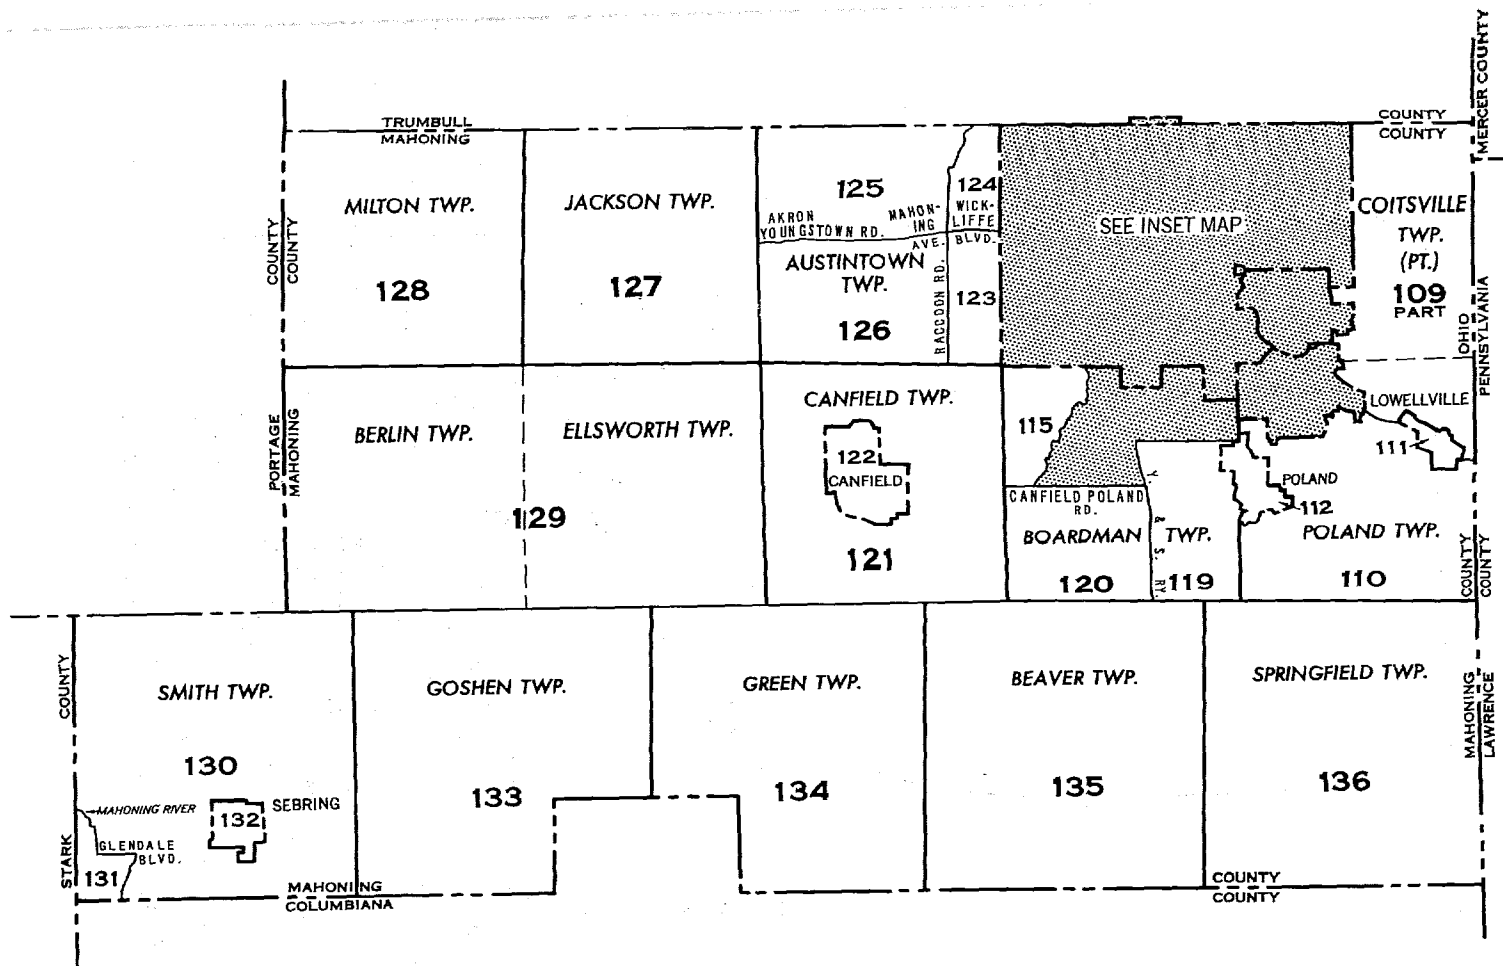 MERCER COUNTY
TRUMBULL
COUNTY
MAHONING
COUNTY
MILTON TWP.
128
JACKSON TWP.
127
125
124
AKRON
YOUNGSTOWN RD.
MAHON-
ING
AVE.
WICK-
LIFFE
BLVD.
AUSTINTOWN
TWP.
126
RACCOON RD.
123
SEE INSET MAP
COITSVILLE
TWP.
(PT.)
109
PART
COUNTY
COUNTY
OHIO
PENNSYLVANIA
PORTAGE
MAHONING
BERLIN TWP.
ELLSWORTH TWP.
129
CANFIELD TWP.
122
CANFIELD
121
115
CANFIELD POLAND
RD.
BOARDMAN TWP.
120
Y. & S. RY.
119
LOWELLVILLE
111
POLAND
112
POLAND TWP.
110
COUNTY
COUNTY
COUNTY
STARK
SMITH TWP.
130
MAHONING RIVER
GLENDALE
BLVD.
131
132
SEBRING
GOSHEN TWP.
133
GREEN TWP.
134
BEAVER TWP.
135
SPRINGFIELD TWP.
136
MAHONING
LAWRENCE
MAHONING
COLUMBIANA
COUNTY
COUNTY